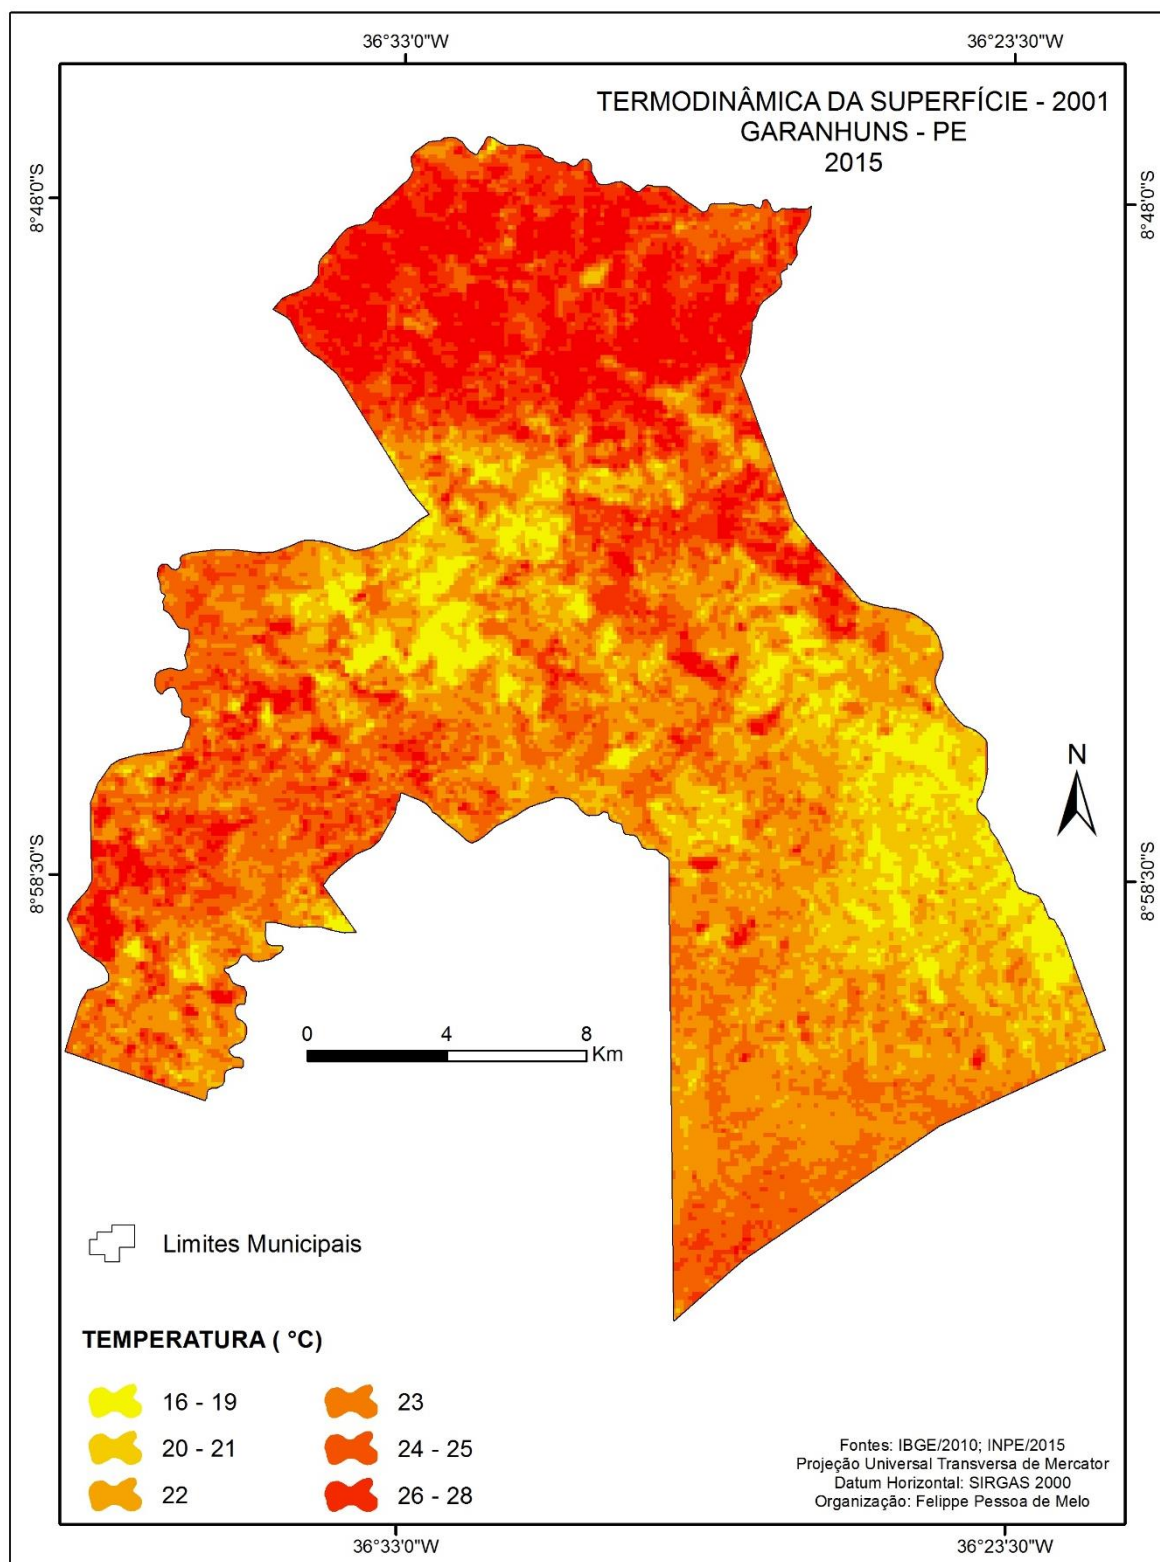 36°33'0"W
36°23'30"W
TERMODINÂMICA DA SUPERFÍCIE - 2001
GARANHUNS - PE
2015
8°48'0"S
8°48'0"S
N
8°58'30"S
8°58'30"S
0 4 8
Km
Limites Municipais
TEMPERATURA ( °C)
16 - 19
23
20 - 21
24 - 25
22
26 - 28
Fontes: IBGE/2010; INPE/2015
Projeção Universal Transversa de Mercator
Datum Horizontal: SIRGAS 2000
Organização: Felippe Pessoa de Melo
36°33'0"W
36°23'30"W